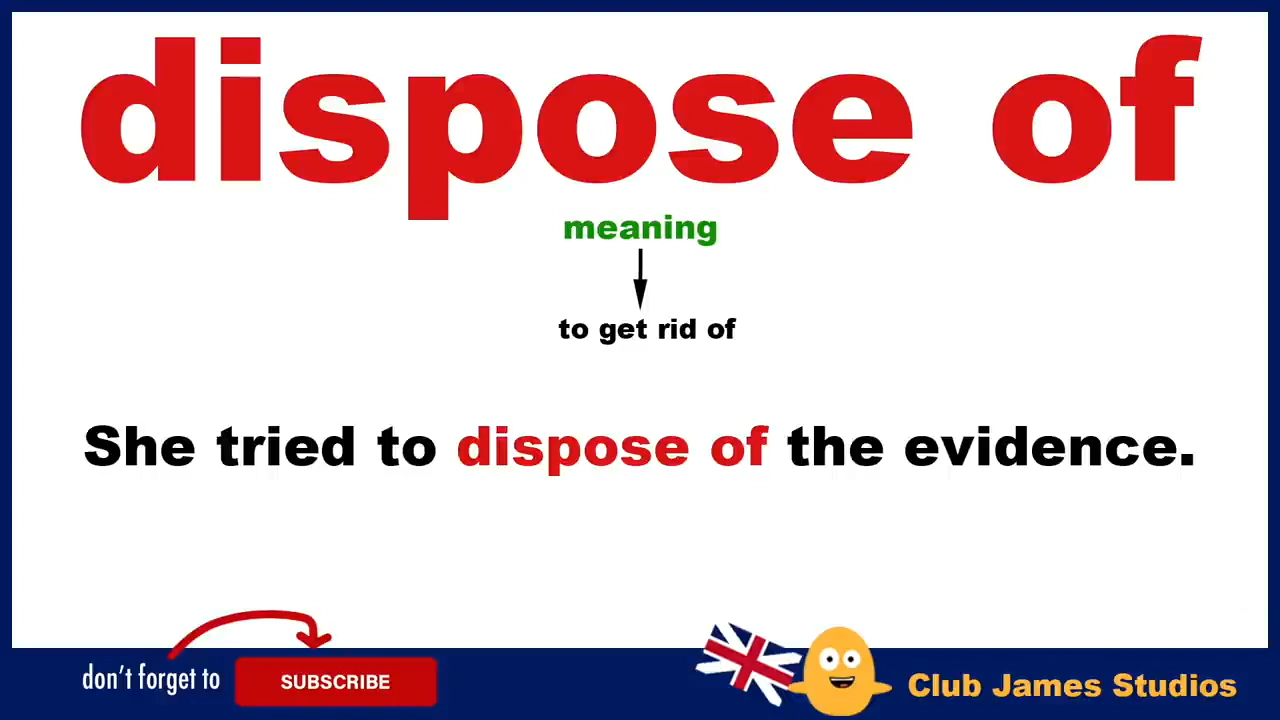 dispose of
meaning
to get rid of
She tried to dispose of the evidence.
don't forget to
SUBSCRIBE
Club James Studios